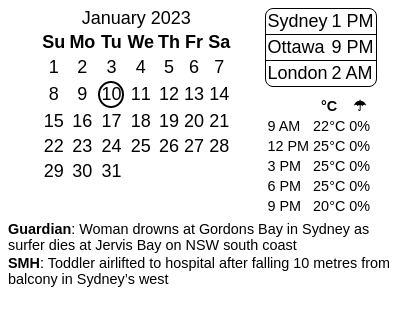 January 2023
Su Mo Tu We Th Fr Sa
1 2 3 4 5 6 7
8 9 10 11 12 13 14
15 16 17 18 19 20 21
22 23 24 25 26 27 28
29 30 31
Sydney 1 PM
Ottawa 9 PM
London 2 AM
°C ☂
9 AM 22°C 0%
12 PM 25°C 0%
3 PM 25°C 0%
6 PM 25°C 0%
9 PM 20°C 0%
Guardian: Woman drowns at Gordons Bay in Sydney as
surfer dies at Jervis Bay on NSW south coast
SMH: Toddler airlifted to hospital after falling 10 metres from
balcony in Sydney’s west